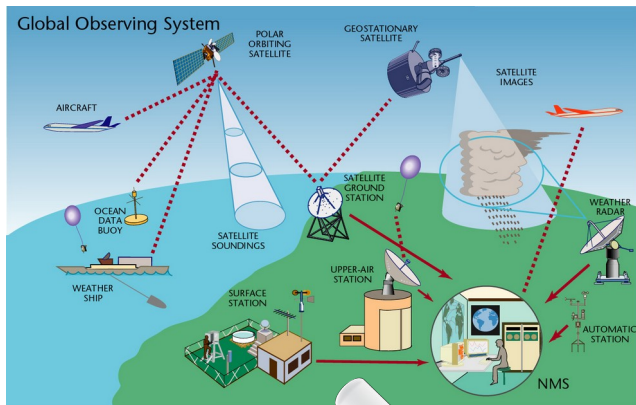 Global Observing System
POLAR
ORBITING
SATELLITE
GEOSTATIONARY
SATELLITE
SATELLITE
IMAGES
AIRCRAFT
OCEAN
DATA
BUOY
SATELLITE
SOUNDINGS
SATELLITE
GROUND
STATION
WEATHER
RADAR
WEATHER
SHIP
UPPER-AIR
STATION
SURFACE
STATION
AUTOMATIC
STATION
NMS